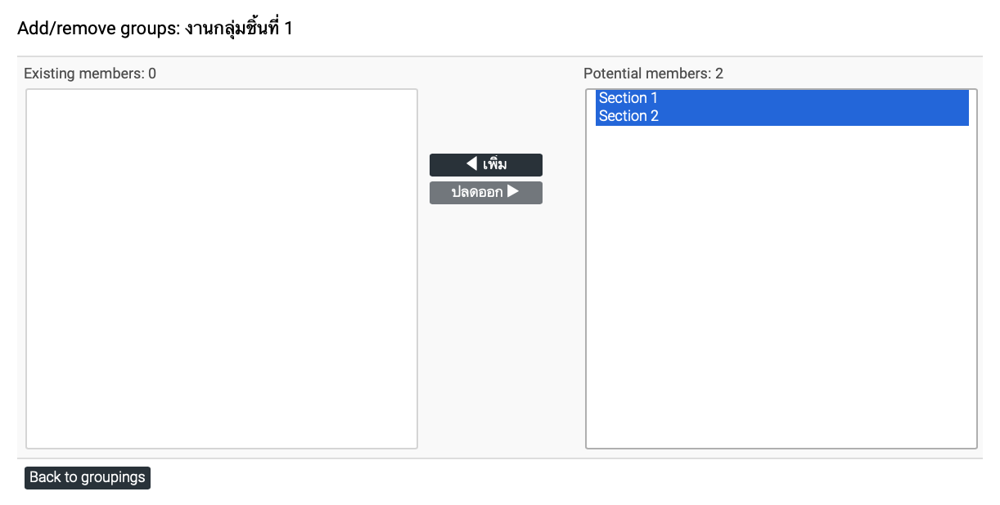 Add/remove groups: งานกลุ่มชิ้นที่ 1
Existing members: 0
Potential members: 2
Section 1
Section 2
◀ เพิ่ม
ปลดออก ▶
Back to groupings